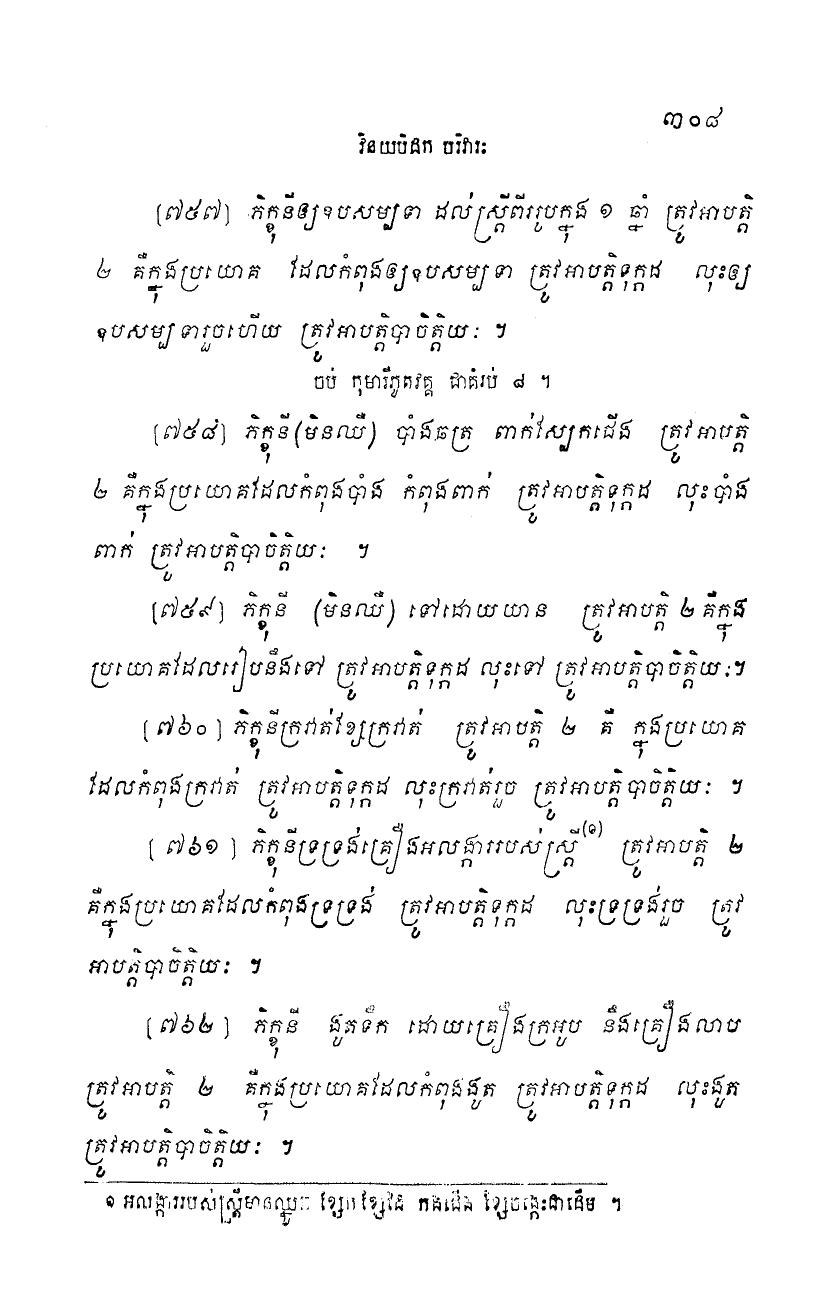 ៣០៨
វិនយបិដក បរិវារៈ
[៧៥៧] ភិក្ខុនីឲ្យឧបសម្បទា ដល់ស្ត្រីពីររូបក្នុង ១ ឆ្នាំ ត្រូវអាបត្តិ
២ គឺក្នុងប្រយោគ ដែលកំពុងឲ្យឧបសម្បទា ត្រូវអាបត្តិទុក្កដ លុះឲ្យ
ឧបសម្បទារួចហើយ ត្រូវអាបត្តិបាចិត្តិយៈ ។
ចប់ កុមារីភូតវគ្គ ជាគំរប់ ៨ ។
[៧៥៨] ភិក្ខុនី(មិនឈឺ) បាំងឆត្រ ពាក់ស្បែកជើង ត្រូវអាបត្តិ
២ គឺក្នុងប្រយោគដែលកំពុងបាំង កំពុងពាក់ ត្រូវអាបត្តិទុក្កដ លុះបាំង
ពាក់ ត្រូវអាបត្តិបាចិត្តិយៈ ។
[៧៥៩] ភិក្ខុនី (មិនឈឺ) ទៅដោយយាន ត្រូវអាបត្តិ ២ គឺក្នុង
ប្រយោគដែលរៀបនឹងទៅ ត្រូវអាបត្តិទុក្កដ លុះទៅ ត្រូវអាបត្តិបាចិត្តិយៈ។
[៧៦០] ភិក្ខុនីក្រវាត់ខ្សែក្រវាត់ ត្រូវអាបត្តិ ២ គឺ ក្នុងប្រយោគ
ដែលកំពុងក្រវាត់ ត្រូវអាបត្តិទុក្កដ លុះក្រវាត់រួច ត្រូវអាបត្តិបាចិត្តិយៈ ។
[៧៦១] ភិក្ខុនីទ្រទ្រង់គ្រឿងអលង្ការរបស់ស្ត្រី(១) ត្រូវអាបត្តិ ២
គឺក្នុងប្រយោគដែលកំពុងទ្រទ្រង់ ត្រូវអាបត្តិទុក្កដ លុះទ្រទ្រង់រួច ត្រូវ
អាបត្តិបាចិត្តិយៈ ។
[៧៦២] ភិក្ខុនី ងូតទឹក ដោយគ្រឿងក្រអូប នឹងគ្រឿងលាប
ត្រូវអាបត្តិ ២ គឺក្នុងប្រយោគដែលកំពុងងូត ត្រូវអាបត្តិទុក្កដ លុះងូត
ត្រូវអាបត្តិបាចិត្តិយៈ ។
១ អលង្ការរបស់ស្ត្រីមាន ខ្សែក ខ្សែដៃ កងជើង ខ្សែចង្កេះជាដើម ។